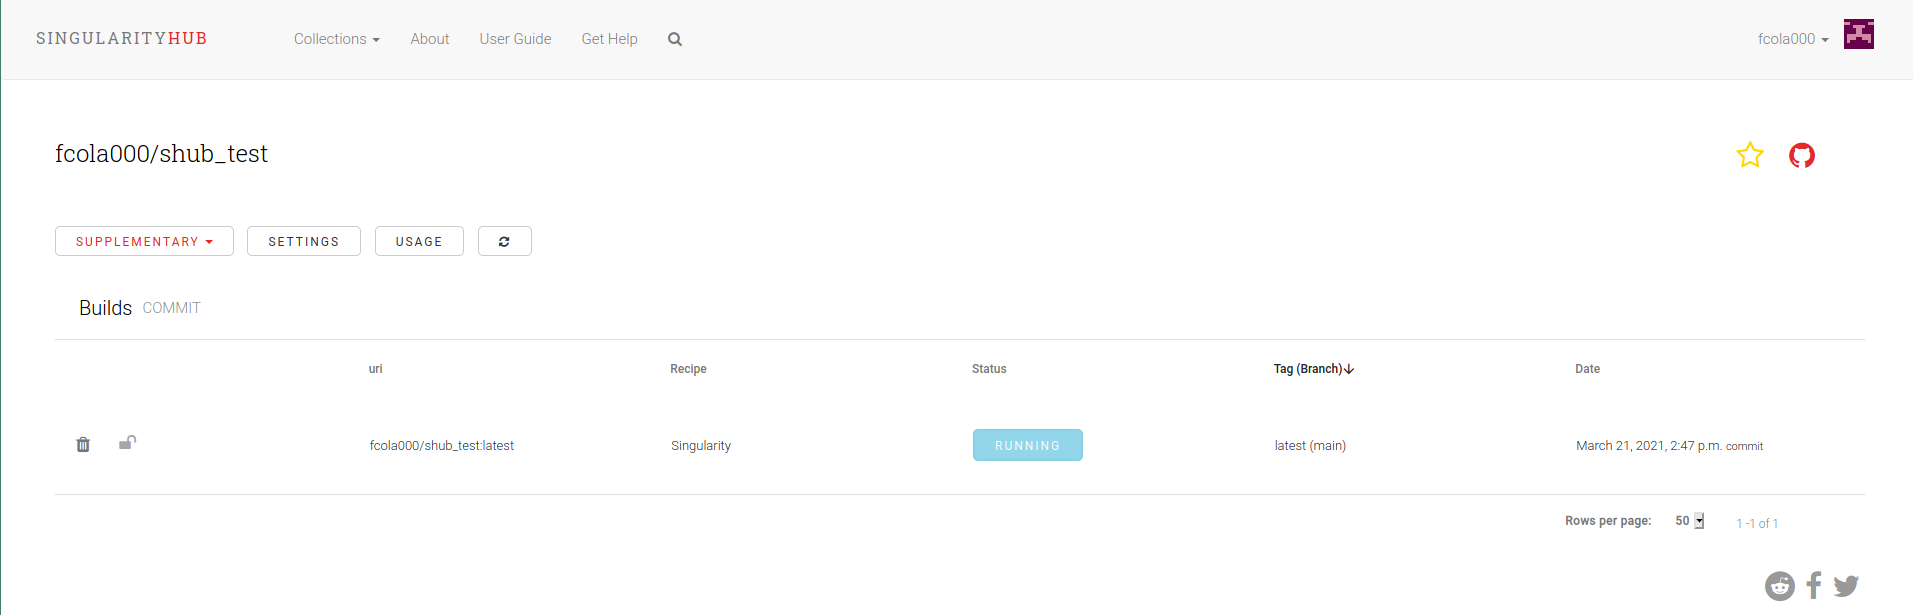 SINGULARITYHUB Collections About User Guide Get Help fcola000
fcola000/shub_test
SUPPLEMENTARY SETTINGS USAGE
Builds COMMIT
uri Recipe Status Tag (Branch)↓ Date
fcola000/shub_test:latest Singularity RUNNING latest (main) March 21, 2021, 2:47 p.m. commit
Rows per page: 50 1 -1 of 1